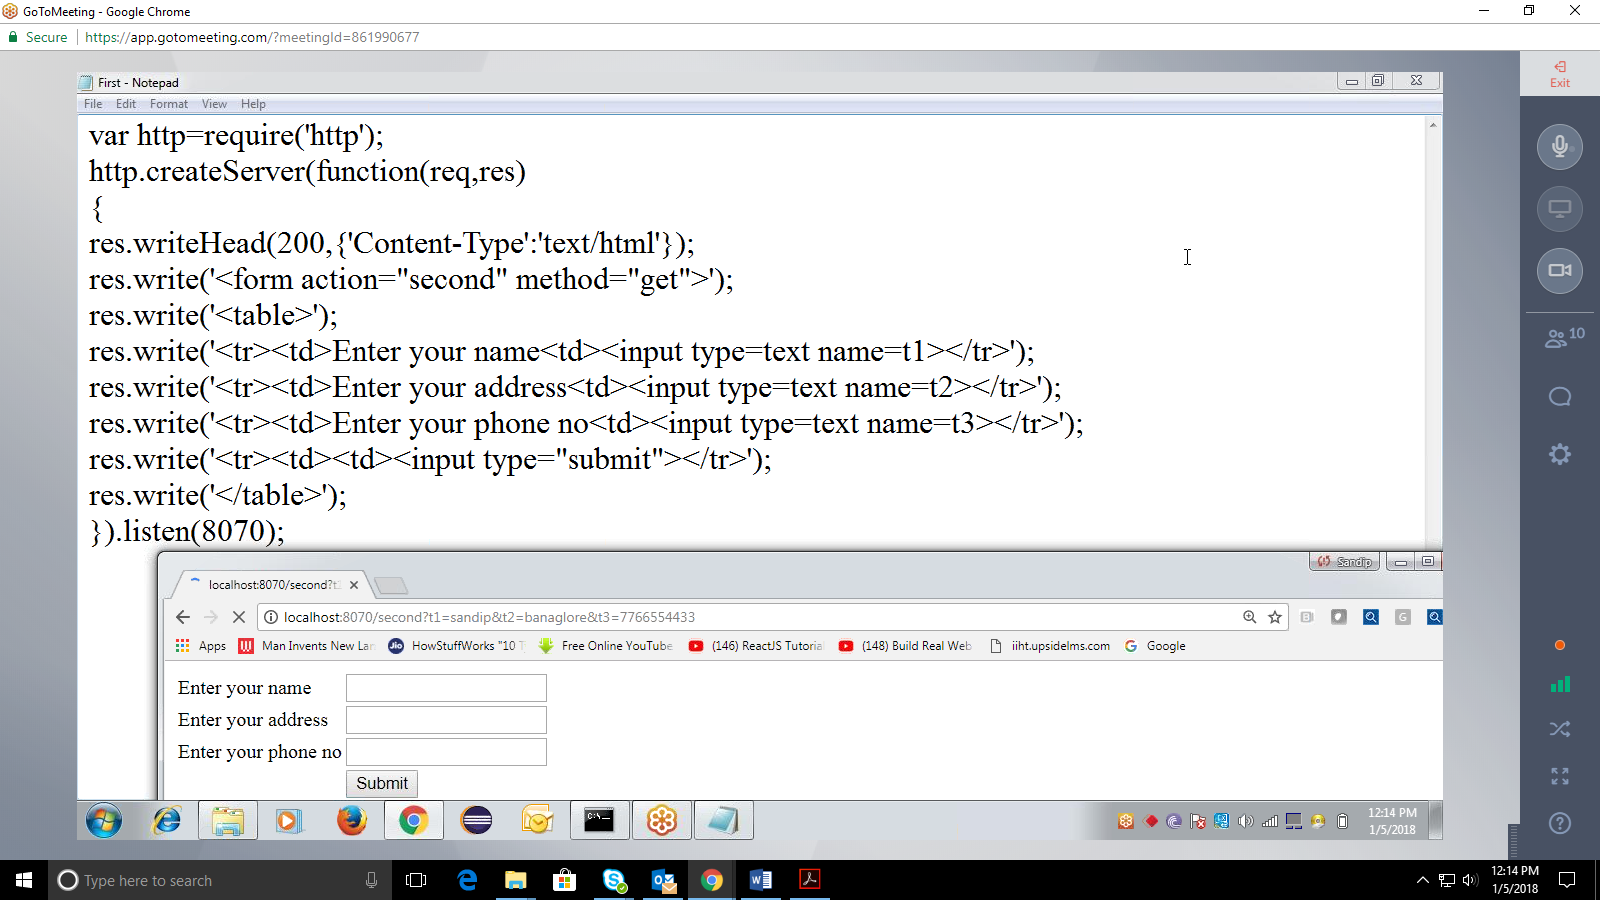 GoToMeeting - Google Chrome
Secure https://app.gotomeeting.com/?meetingId=861990677
Exit
First - Notepad
File Edit Format View Help
var http=require('http');
http.createServer(function(req,res)
{
res.writeHead(200,{'Content-Type':'text/html'});
res.write('<form action="second" method="get">');
res.write('<table>');
res.write('<tr><td>Enter your name<td><input type=text name=t1></tr>');
res.write('<tr><td>Enter your address<td><input type=text name=t2></tr>');
res.write('<tr><td>Enter your phone no<td><input type=text name=t3></tr>');
res.write('<tr><td><td><input type="submit"></tr>');
res.write('</table>');
}).listen(8070);
10
Sandip
localhost:8070/second?t
localhost:8070/second?t1=sandip&t2=banaglore&t3=7766554433
Apps Man Invents New Lan Jio HowStuffWorks "10 T Free Online YouTube (146) ReactJS Tutoria (148) Build Real Web iiht.upsidelms.com Google
Enter your name
Enter your address
Enter your phone no
Submit
12:14 PM
1/5/2018
Type here to search
12:14 PM
1/5/2018